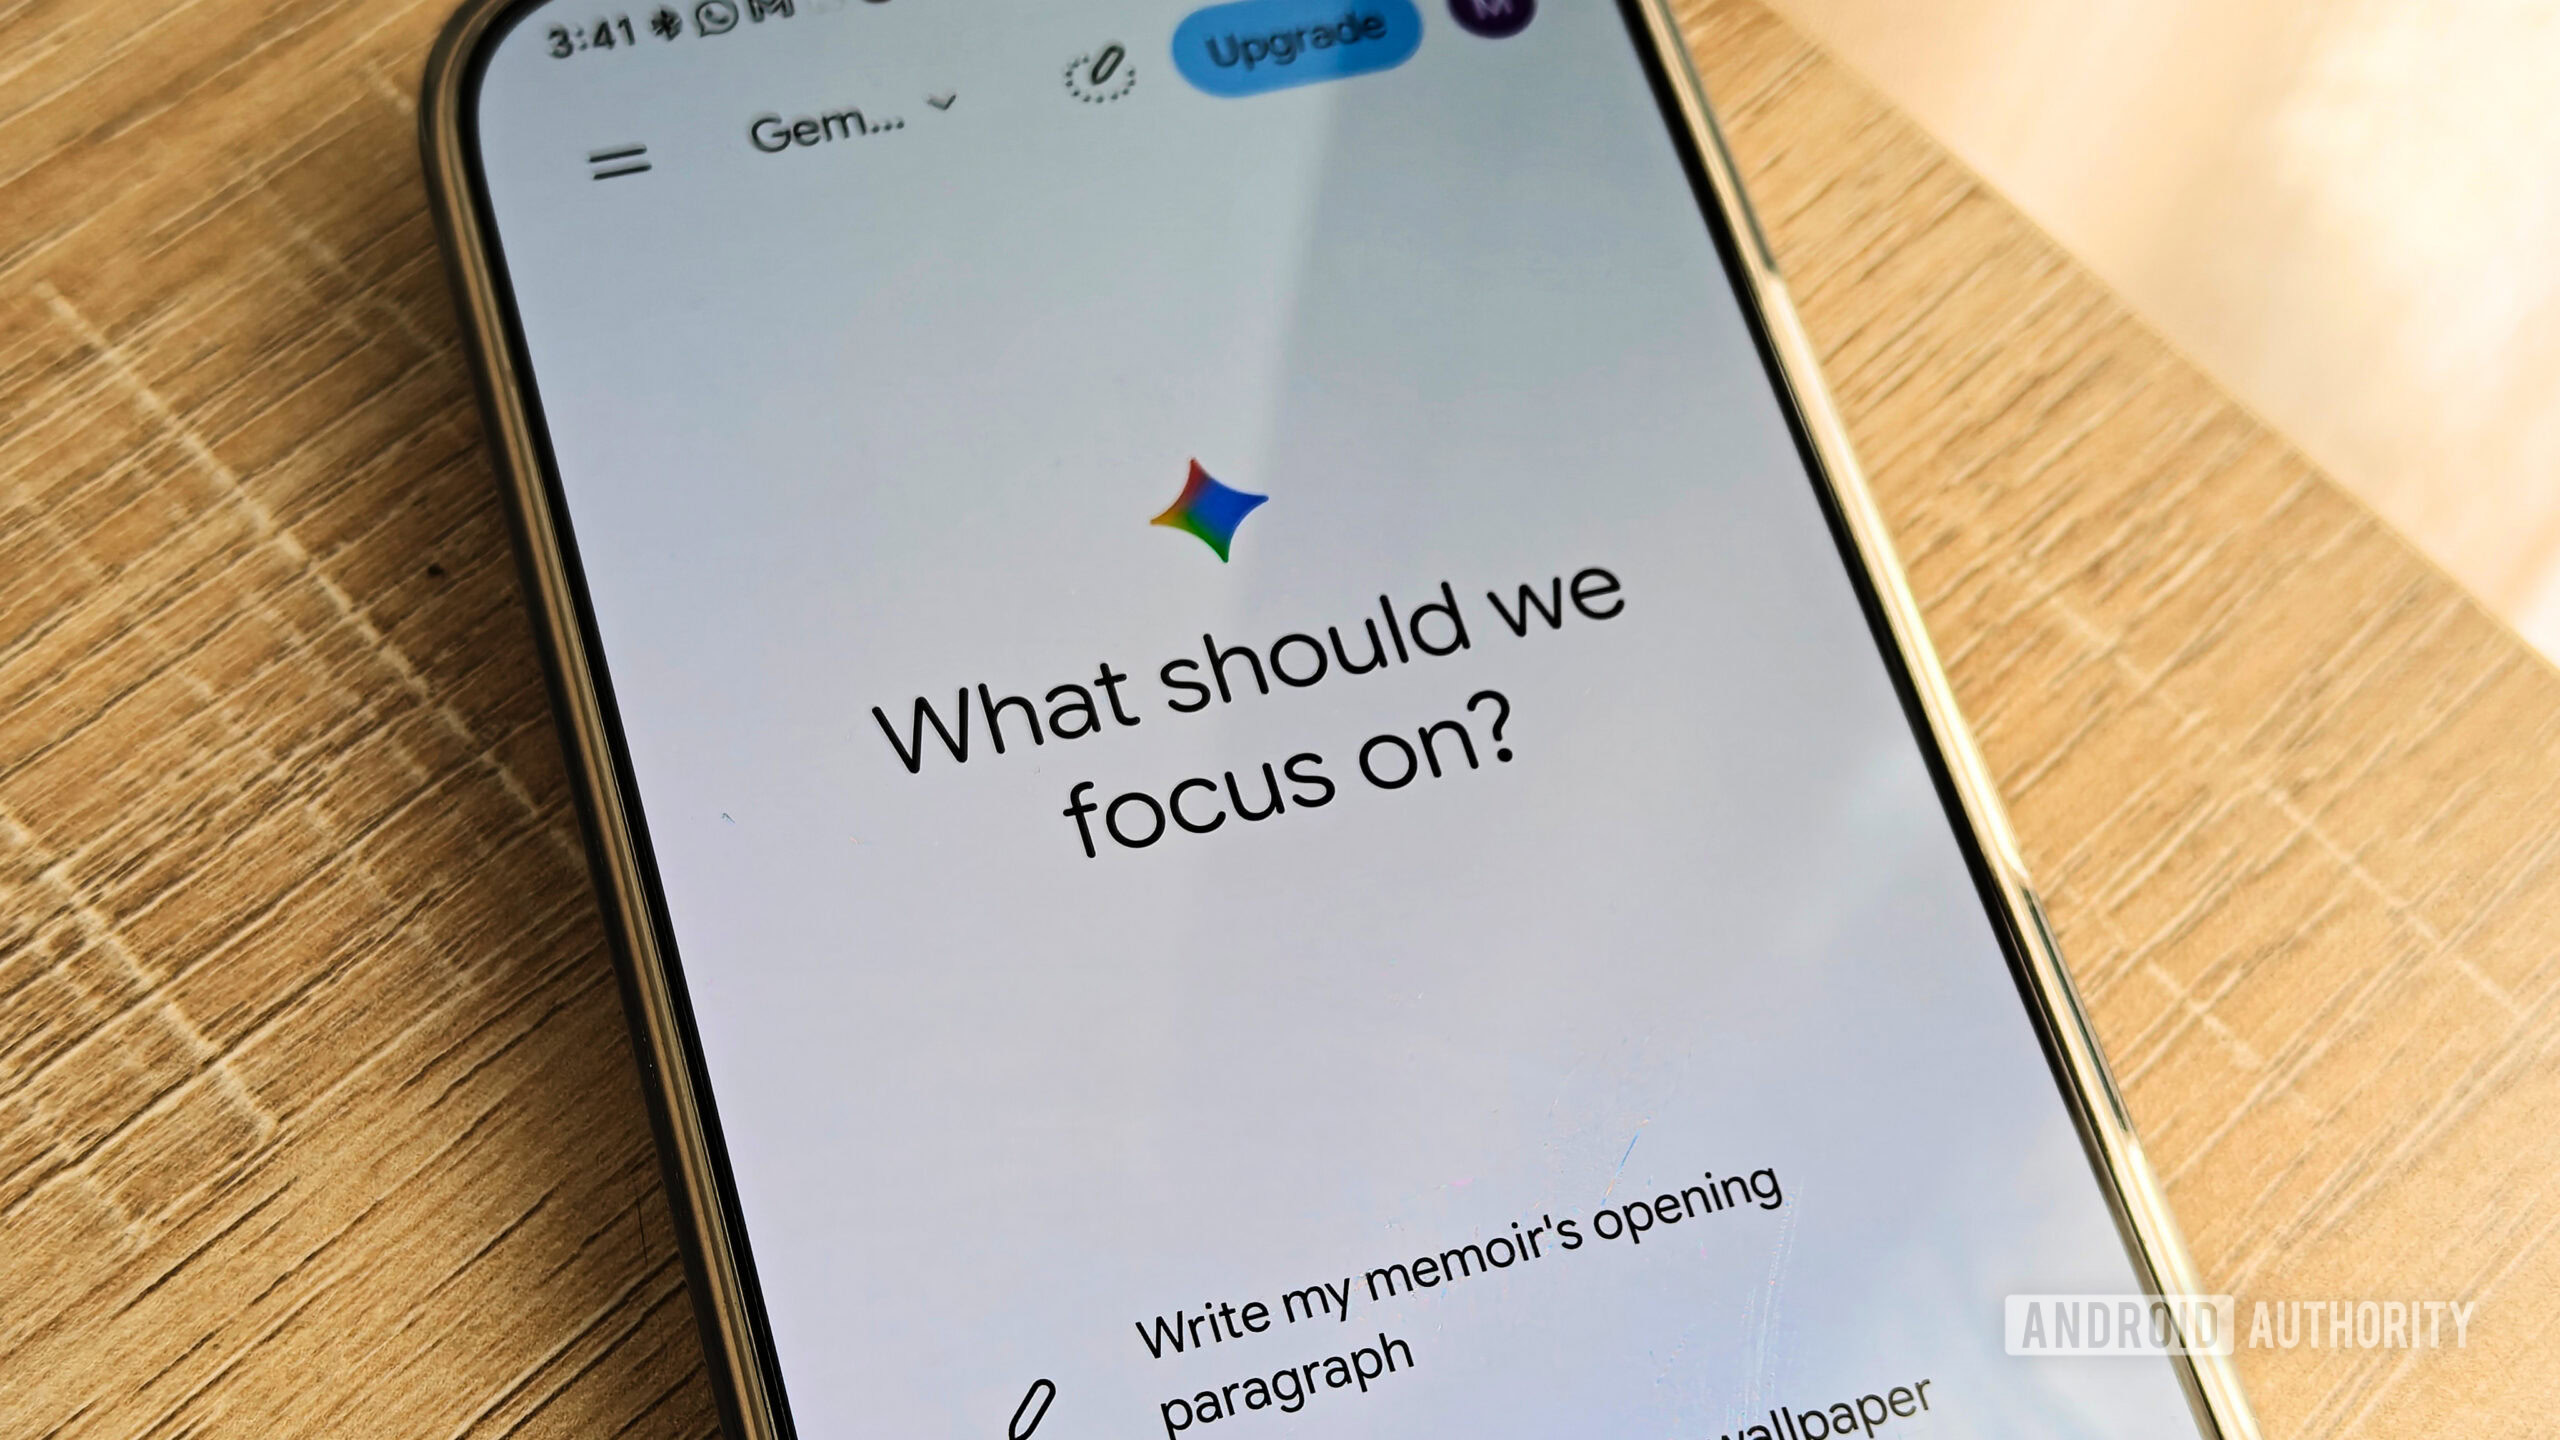 3:41
Upgrade
M
Gem...
What should we
focus on?
Write my memoir's opening
paragraph
wallpaper
ANDROID AUTHORITY